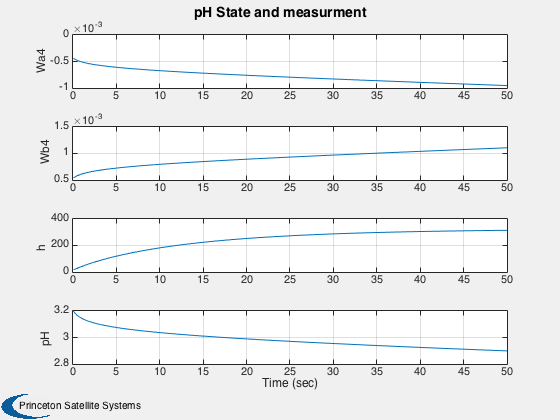 pH State and measurment
×10⁻³
0
-0.5
-1
Wa4
0 5 10 15 20 25 30 35 40 45 50
×10⁻³
1.5
1
0.5
Wb4
0 5 10 15 20 25 30 35 40 45 50
400
200
0
h
0 5 10 15 20 25 30 35 40 45 50
3.2
3
2.8
pH
0 5 10 15 20 25 30 35 40 45 50
Time (sec)
Princeton Satellite Systems